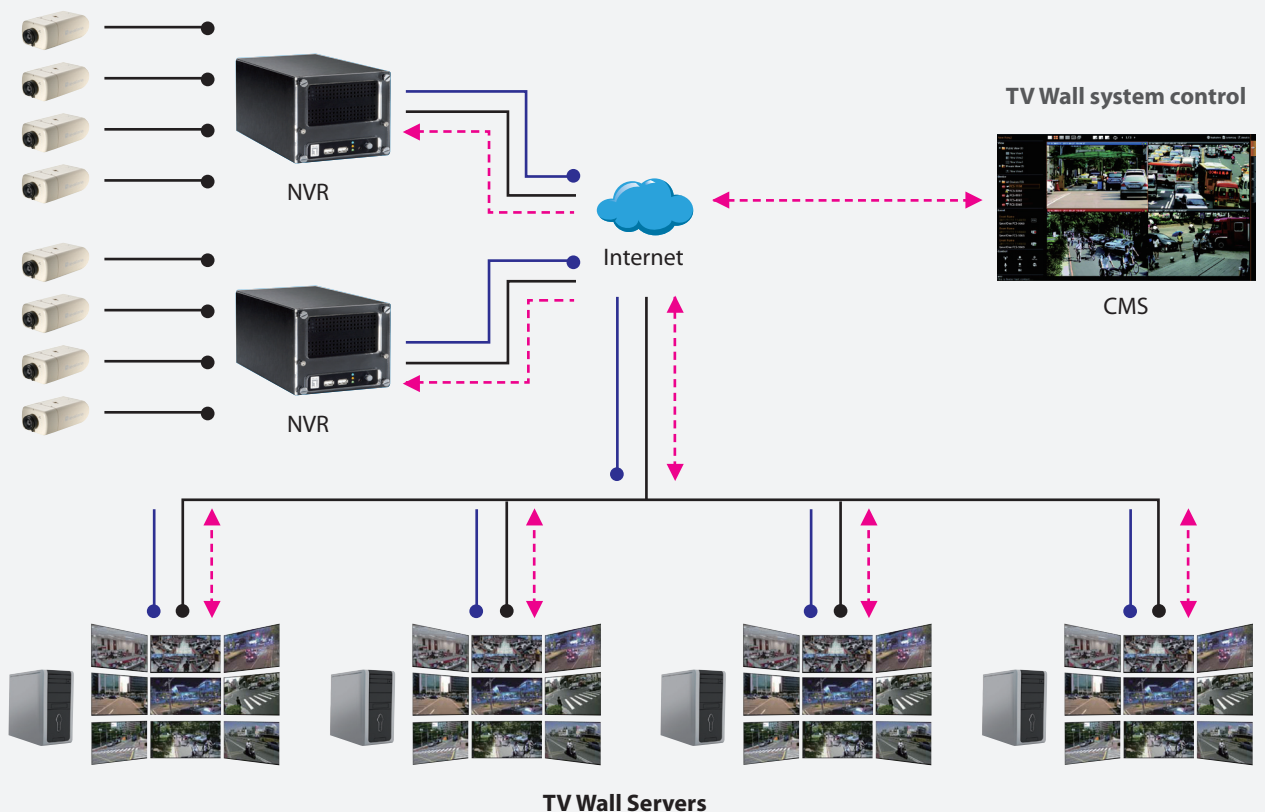 TV Wall system control
NVR
Internet
CMS
NVR
TV Wall Servers